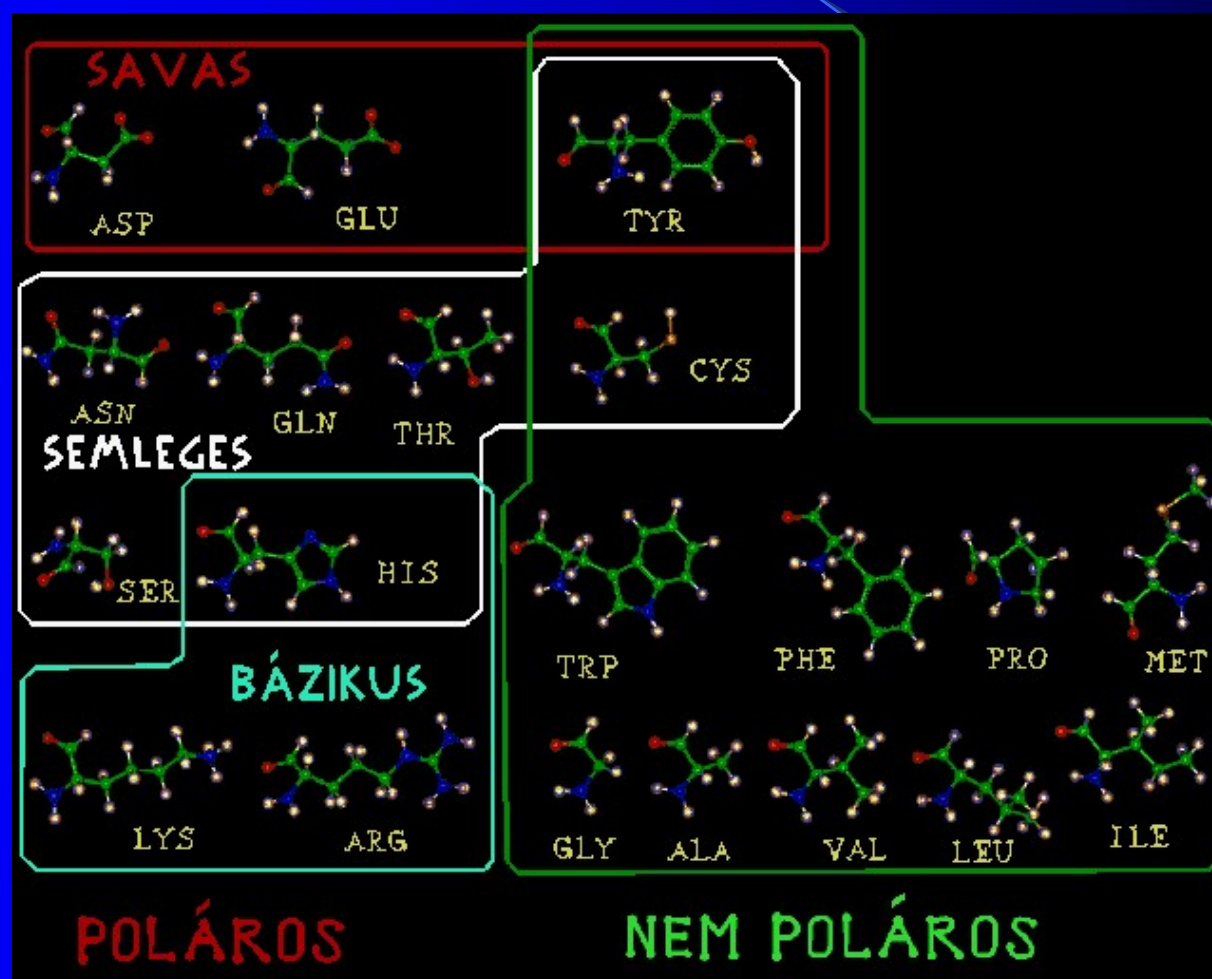 SAVAS
ASP
GLU
TYR
ASN
GLN
THR
CYS
SEMLEGES
SER
HIS
TRP
PHE
PRO
MET
BÁZIKUS
LYS
ARG
GLY
ALA
VAL
LEU
ILE
POLÁROS
NEM POLÁROS